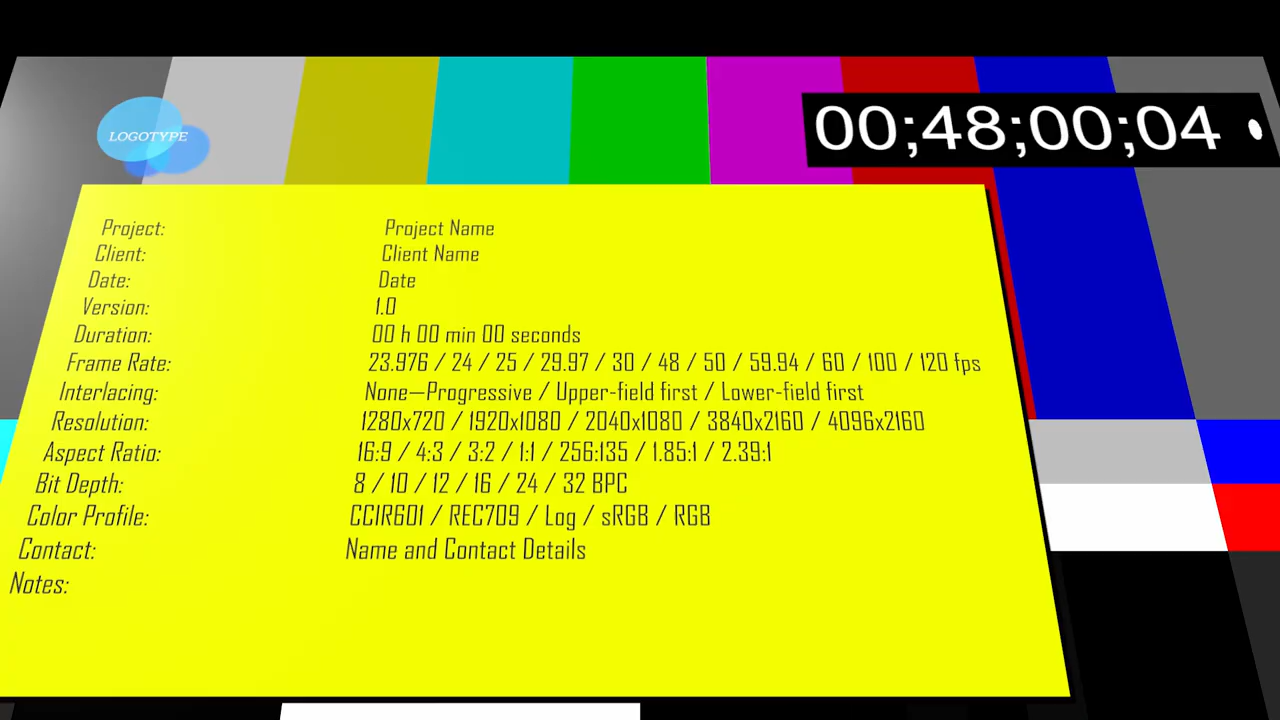 LOGOTYPE
00;48;00;04
Project: Project Name
Client: Client Name
Date: Date
Version: 1.0
Duration: 00 h 00 min 00 seconds
Frame Rate: 23.976 / 24 / 25 / 29.97 / 30 / 48 / 50 / 59.94 / 60 / 100 / 120 fps
Interlacing: None—Progressive / Upper-field first / Lower-field first
Resolution: 1280x720 / 1920x1080 / 2040x1080 / 3840x2160 / 4096x2160
Aspect Ratio: 16:9 / 4:3 / 3:2 / 1:1 / 256:135 / 1.85:1 / 2.39:1
Bit Depth: 8 / 10 / 12 / 16 / 24 / 32 BPC
Color Profile: CCIR601 / REC709 / Log / sRGB / RGB
Contact: Name and Contact Details
Notes: